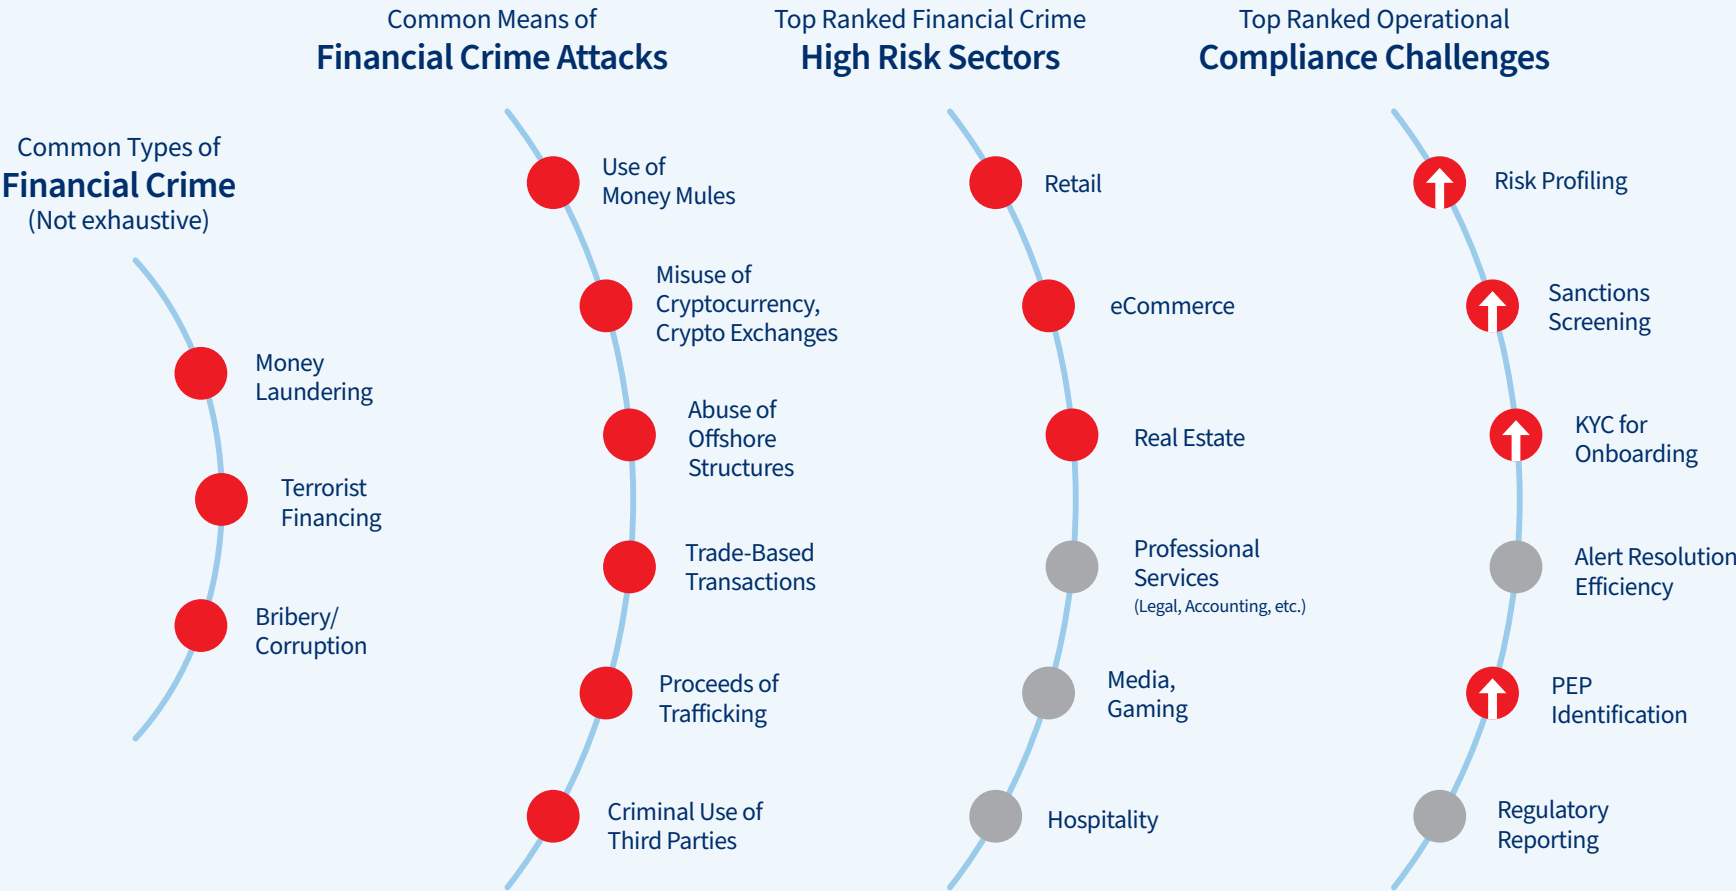 Common Types of
Financial Crime
(Not exhaustive)
Money
Laundering
Terrorist
Financing
Bribery/
Corruption
Common Means of
Financial Crime Attacks
Use of
Money Mules
Misuse of
Cryptocurrency,
Crypto Exchanges
Abuse of
Offshore
Structures
Trade-Based
Transactions
Proceeds of
Trafficking
Criminal Use of
Third Parties
Top Ranked Financial Crime
High Risk Sectors
Retail
eCommerce
Real Estate
Professional
Services
(Legal, Accounting, etc.)
Media,
Gaming
Hospitality
Top Ranked Operational
Compliance Challenges
Risk Profiling
Sanctions
Screening
KYC for
Onboarding
Alert Resolution
Efficiency
PEP
Identification
Regulatory
Reporting